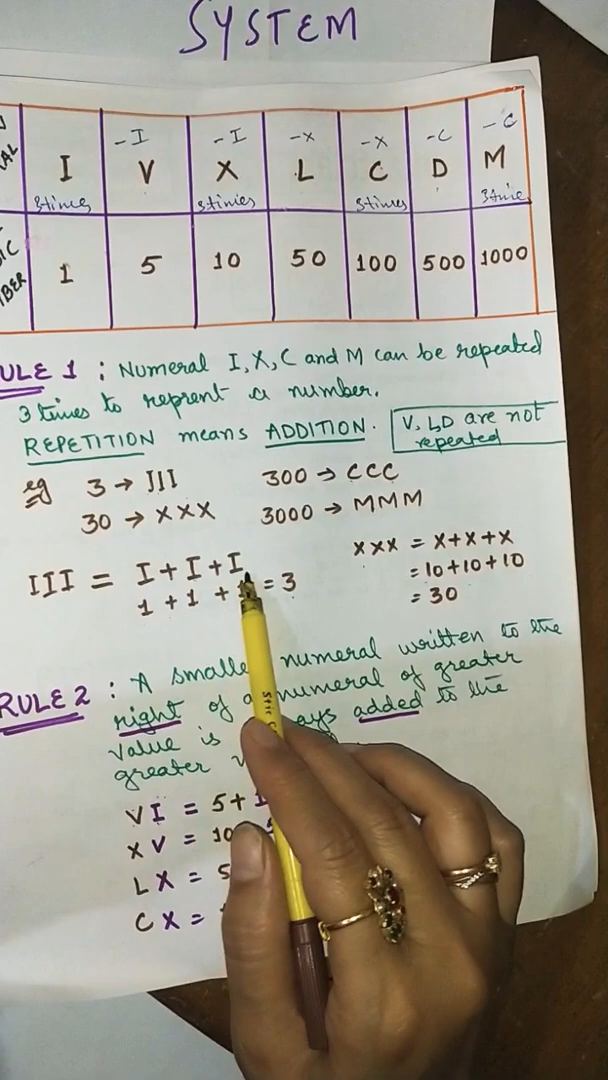 SYSTEM
-I -I -X -X -C -C
I V X L C D M
3times 3times 3times 3time
1 5 10 50 100 500 1000
ULE 1 : Numeral I, X, C and M can be repeated
3 times to reprent a number.
REPETITION means ADDITION. V, L, D are not
repeated
eg 3 → III 300 → CCC
30 → XXX 3000 → MMM
III = I + I + I
1 + 1 + 1 = 3
XXX = X+X+X
= 10+10+10
= 30
RULE 2 : A smalle numeral written to the
right of a numeral of greater
value is ays added to the
greater
VI = 5+
XV = 10
LX = 5
CX =